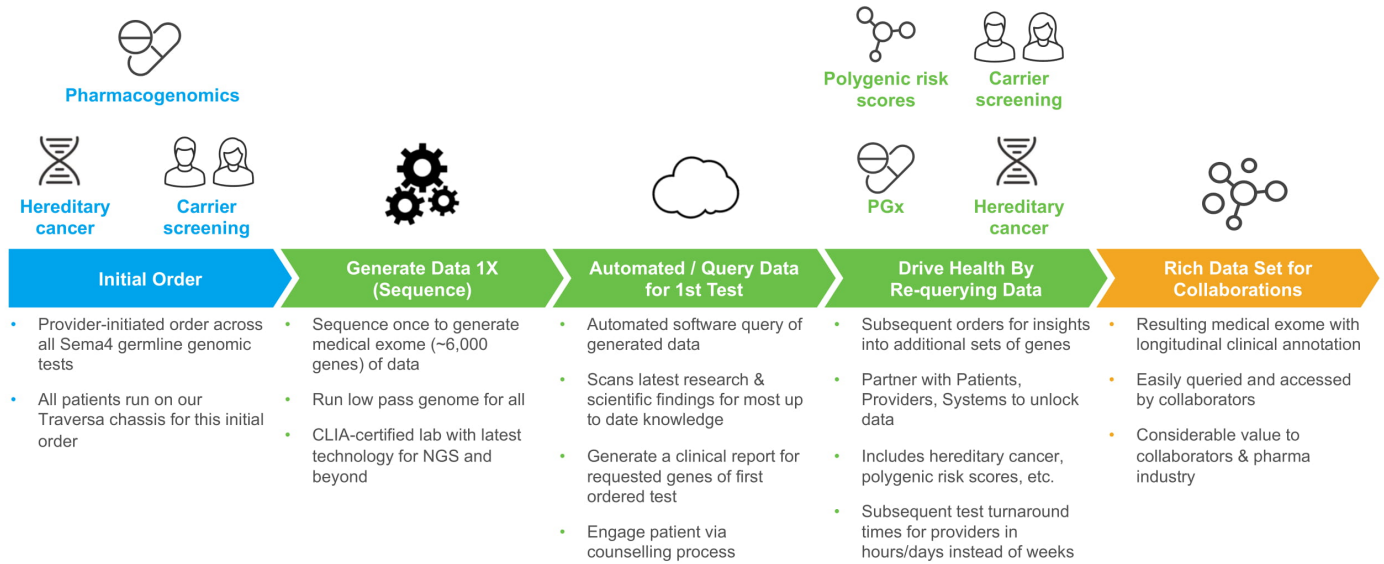 Pharmacogenomics
Hereditary
cancer
Carrier
screening
Polygenic risk
scores
Carrier
screening
PGx
Hereditary
cancer
Initial Order
Generate Data 1X
(Sequence)
Automated / Query Data
for 1st Test
Drive Health By
Re-querying Data
Rich Data Set for
Collaborations
• Provider-initiated order across
all Sema4 germline genomic
tests
• All patients run on our
Traversa chassis for this initial
order
• Sequence once to generate
medical exome (~6,000
genes) of data
• Run low pass genome for all
• CLIA-certified lab with latest
technology for NGS and
beyond
• Automated software query of
generated data
• Scans latest research &
scientific findings for most up
to date knowledge
• Generate a clinical report for
requested genes of first
ordered test
• Engage patient via
counselling process
• Subsequent orders for insights
into additional sets of genes
• Partner with Patients,
Providers, Systems to unlock
data
• Includes hereditary cancer,
polygenic risk scores, etc.
• Subsequent test turnaround
times for providers in
hours/days instead of weeks
• Resulting medical exome with
longitudinal clinical annotation
• Easily queried and accessed
by collaborators
• Considerable value to
collaborators & pharma
industry